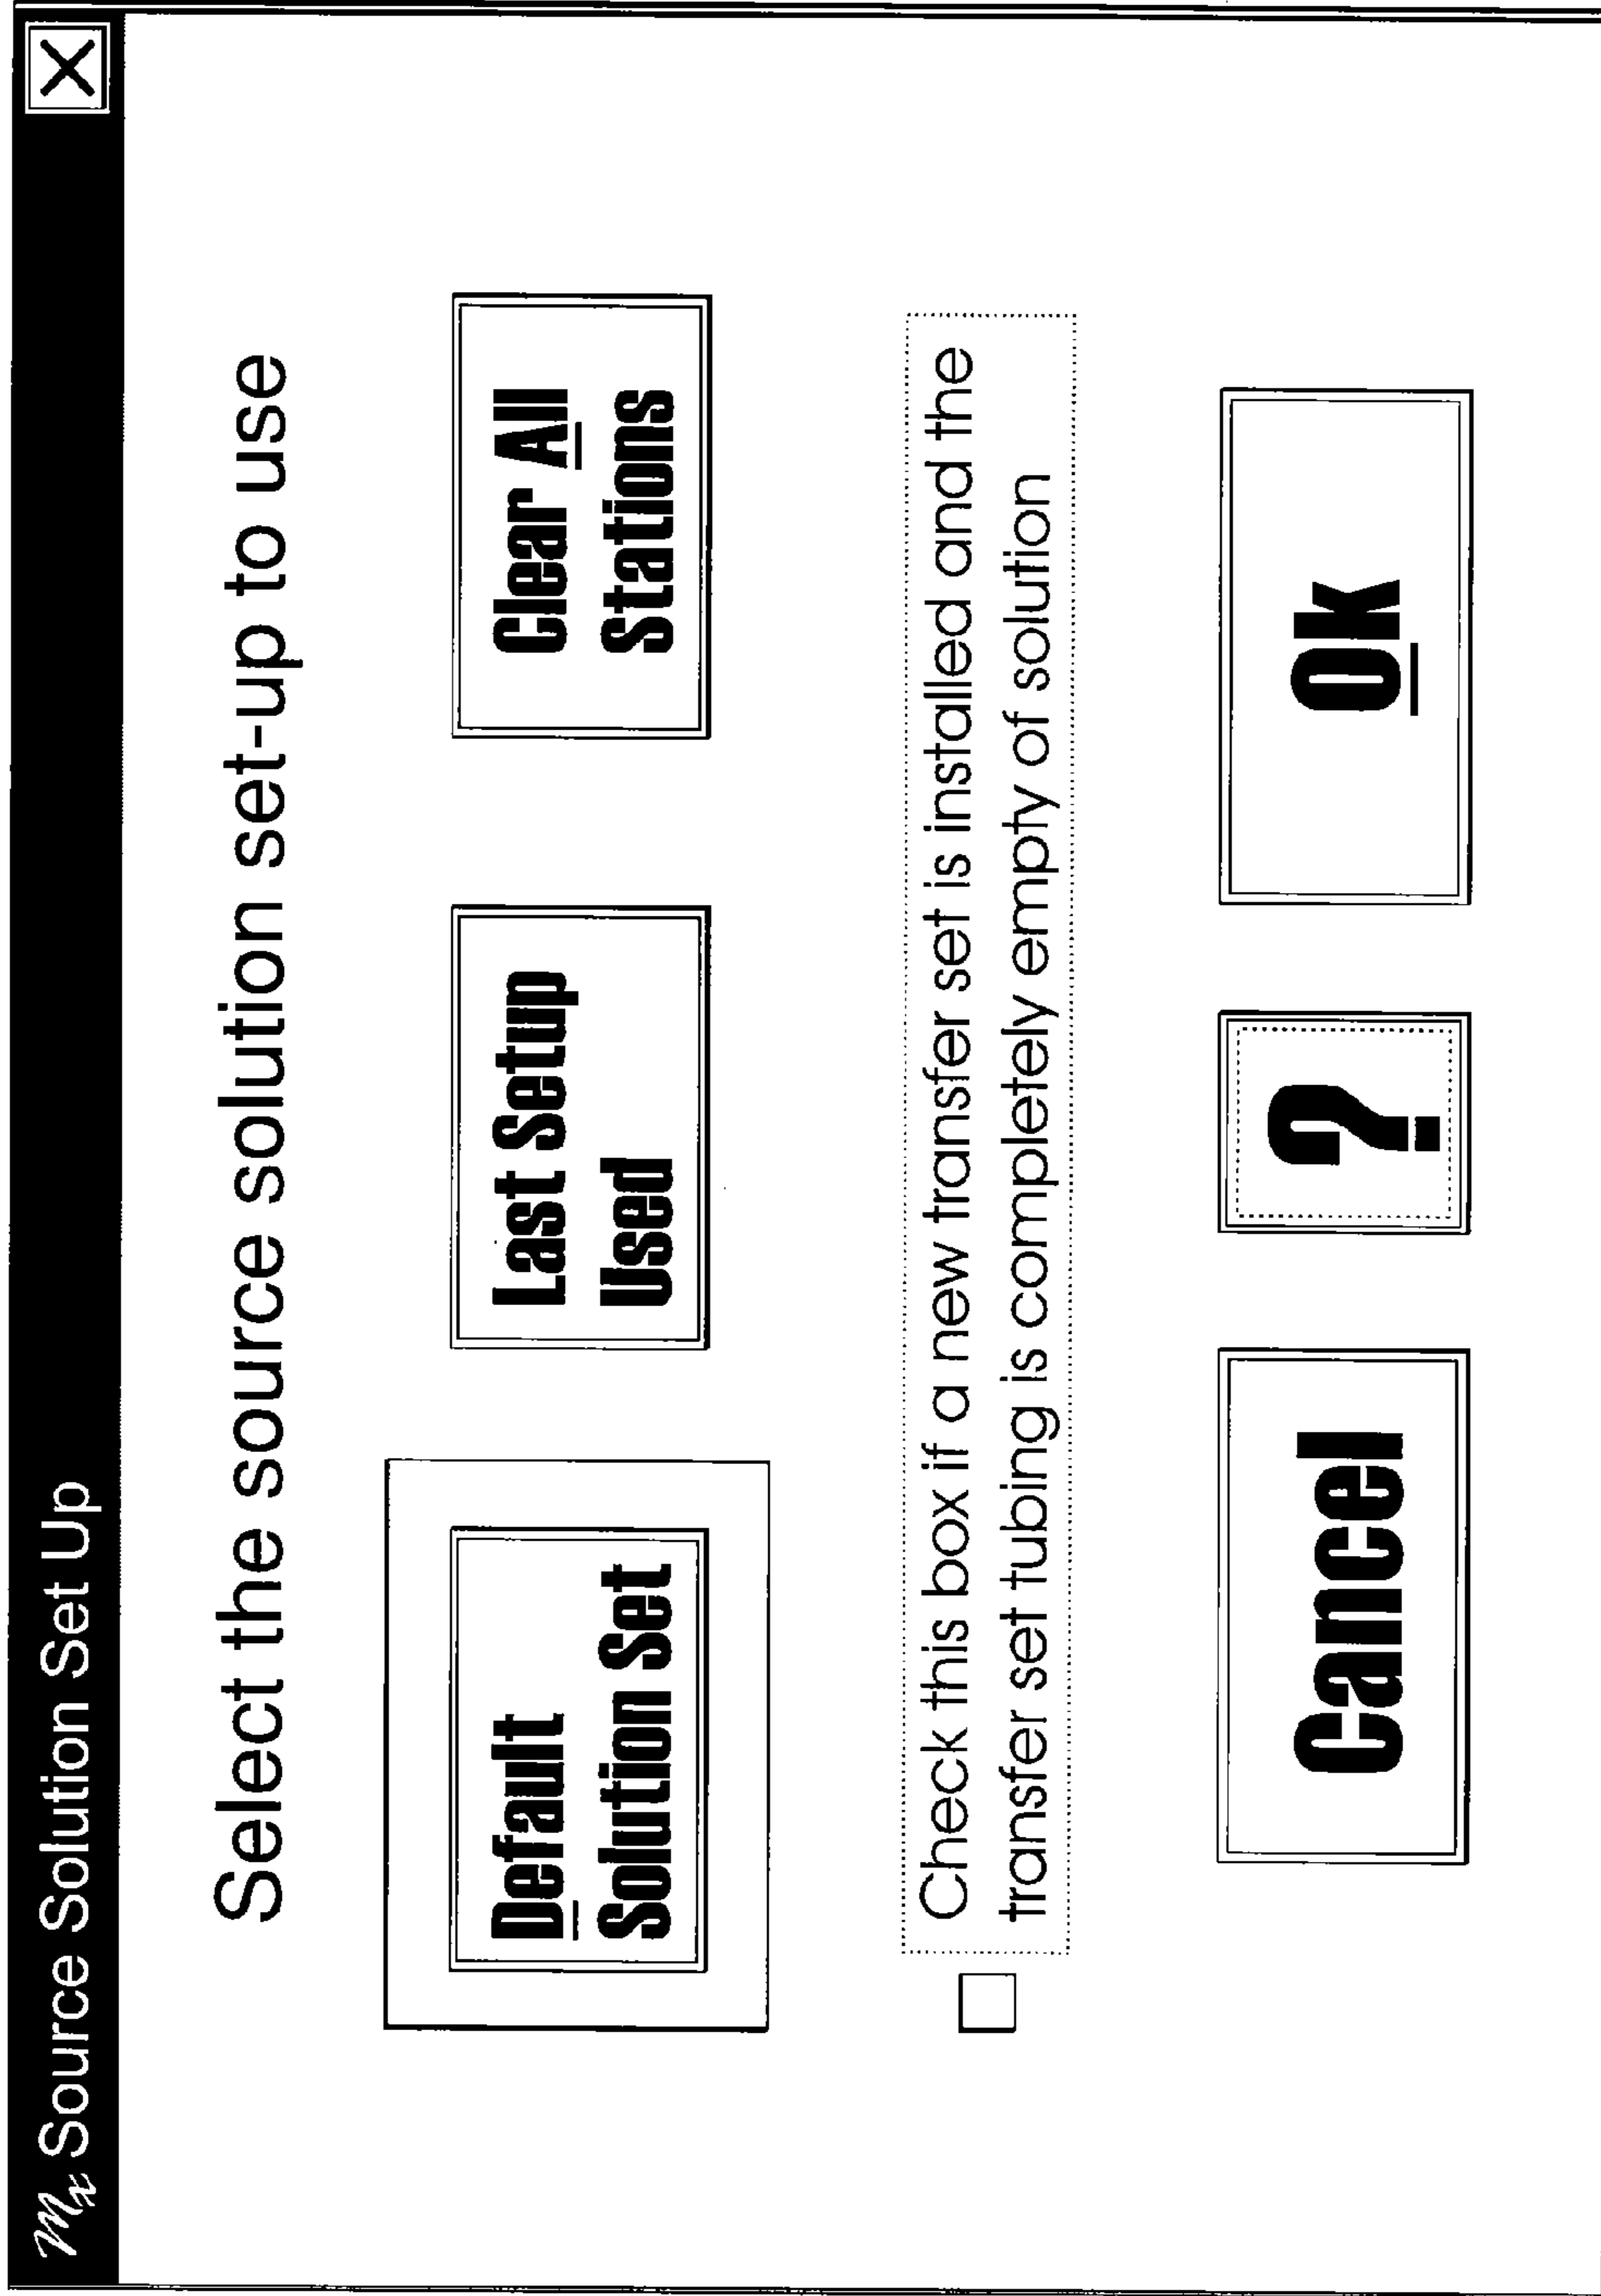 Mx Source Solution Set Up
Select the source solution set-up to use
Default
Solution Set
Last Setup
Used
Clear All
Stations
Check this box if a new transfer set is installed and the
transfer set tubing is completely empty of solution
Cancel
?
Ok